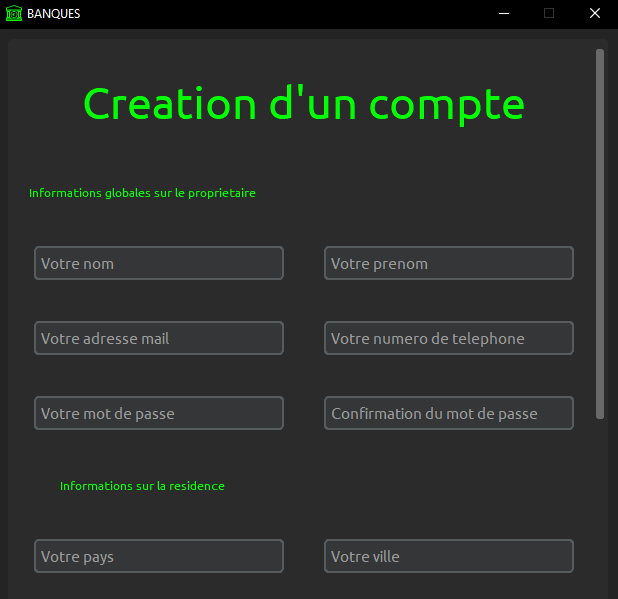 BANQUES
Creation d'un compte
Informations globales sur le proprietaire
Votre nom
Votre prenom
Votre adresse mail
Votre numero de telephone
Votre mot de passe
Confirmation du mot de passe
Informations sur la residence
Votre pays
Votre ville